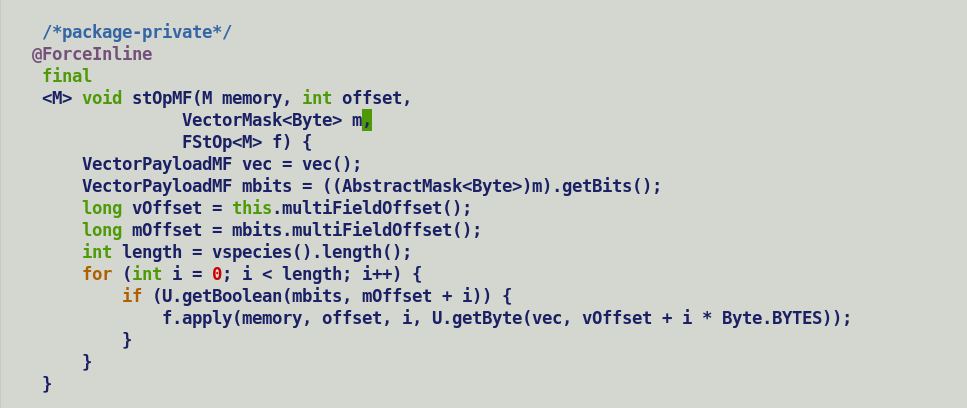 /*package-private*/
@ForceInline
final
<M> void stOpMF(M memory, int offset,
VectorMask<Byte> m,
FStOp<M> f) {
VectorPayloadMF vec = vec();
VectorPayloadMF mbits = ((AbstractMask<Byte>)m).getBits();
long vOffset = this.multiFieldOffset();
long mOffset = mbits.multiFieldOffset();
int length = vspecies().length();
for (int i = 0; i < length; i++) {
if (U.getBoolean(mbits, mOffset + i)) {
f.apply(memory, offset, i, U.getByte(vec, vOffset + i * Byte.BYTES));
}
}
}